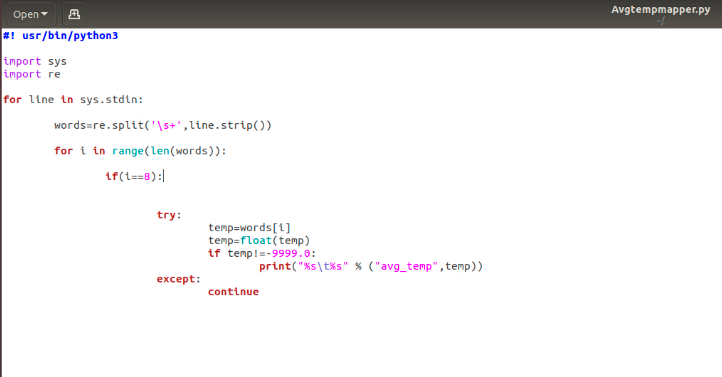 Open
Avgtempmapper.py
~/
#! usr/bin/python3
import sys
import re
for line in sys.stdin:
words=re.split('\s+',line.strip())
for i in range(len(words)):
if(i==8):
try:
temp=words[i]
temp=float(temp)
if temp!=-9999.0:
print("%s\t%s" % ("avg_temp",temp))
except:
continue